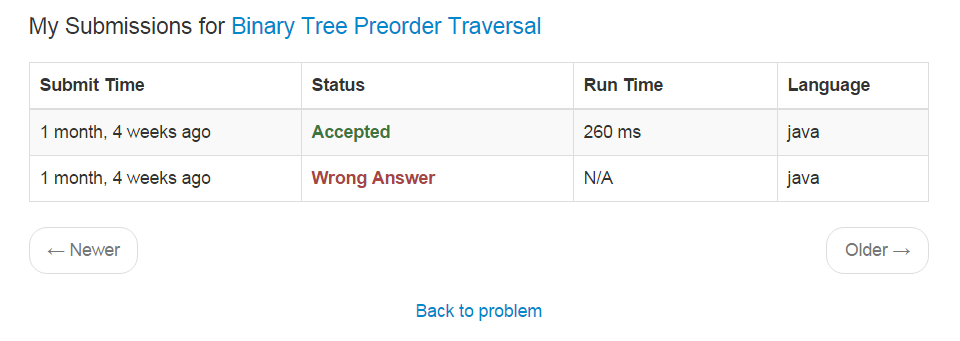 My Submissions for Binary Tree Preorder Traversal
Submit Time Status Run Time Language
1 month, 4 weeks ago Accepted 260 ms java
1 month, 4 weeks ago Wrong Answer N/A java
← Newer Older →
Back to problem